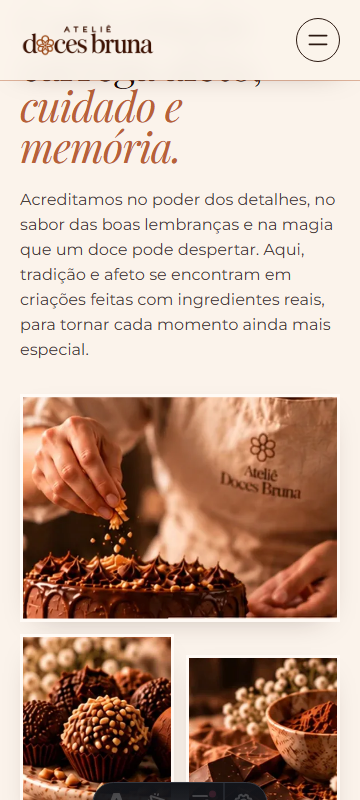 ATELIÊ
doces bruna
cuidado e
memória.
Acreditamos no poder dos detalhes, no
sabor das boas lembranças e na magia
que um doce pode despertar. Aqui,
tradição e afeto se encontram em
criações feitas com ingredientes reais,
para tornar cada momento ainda mais
especial.
Ateliê
Doces Bruna